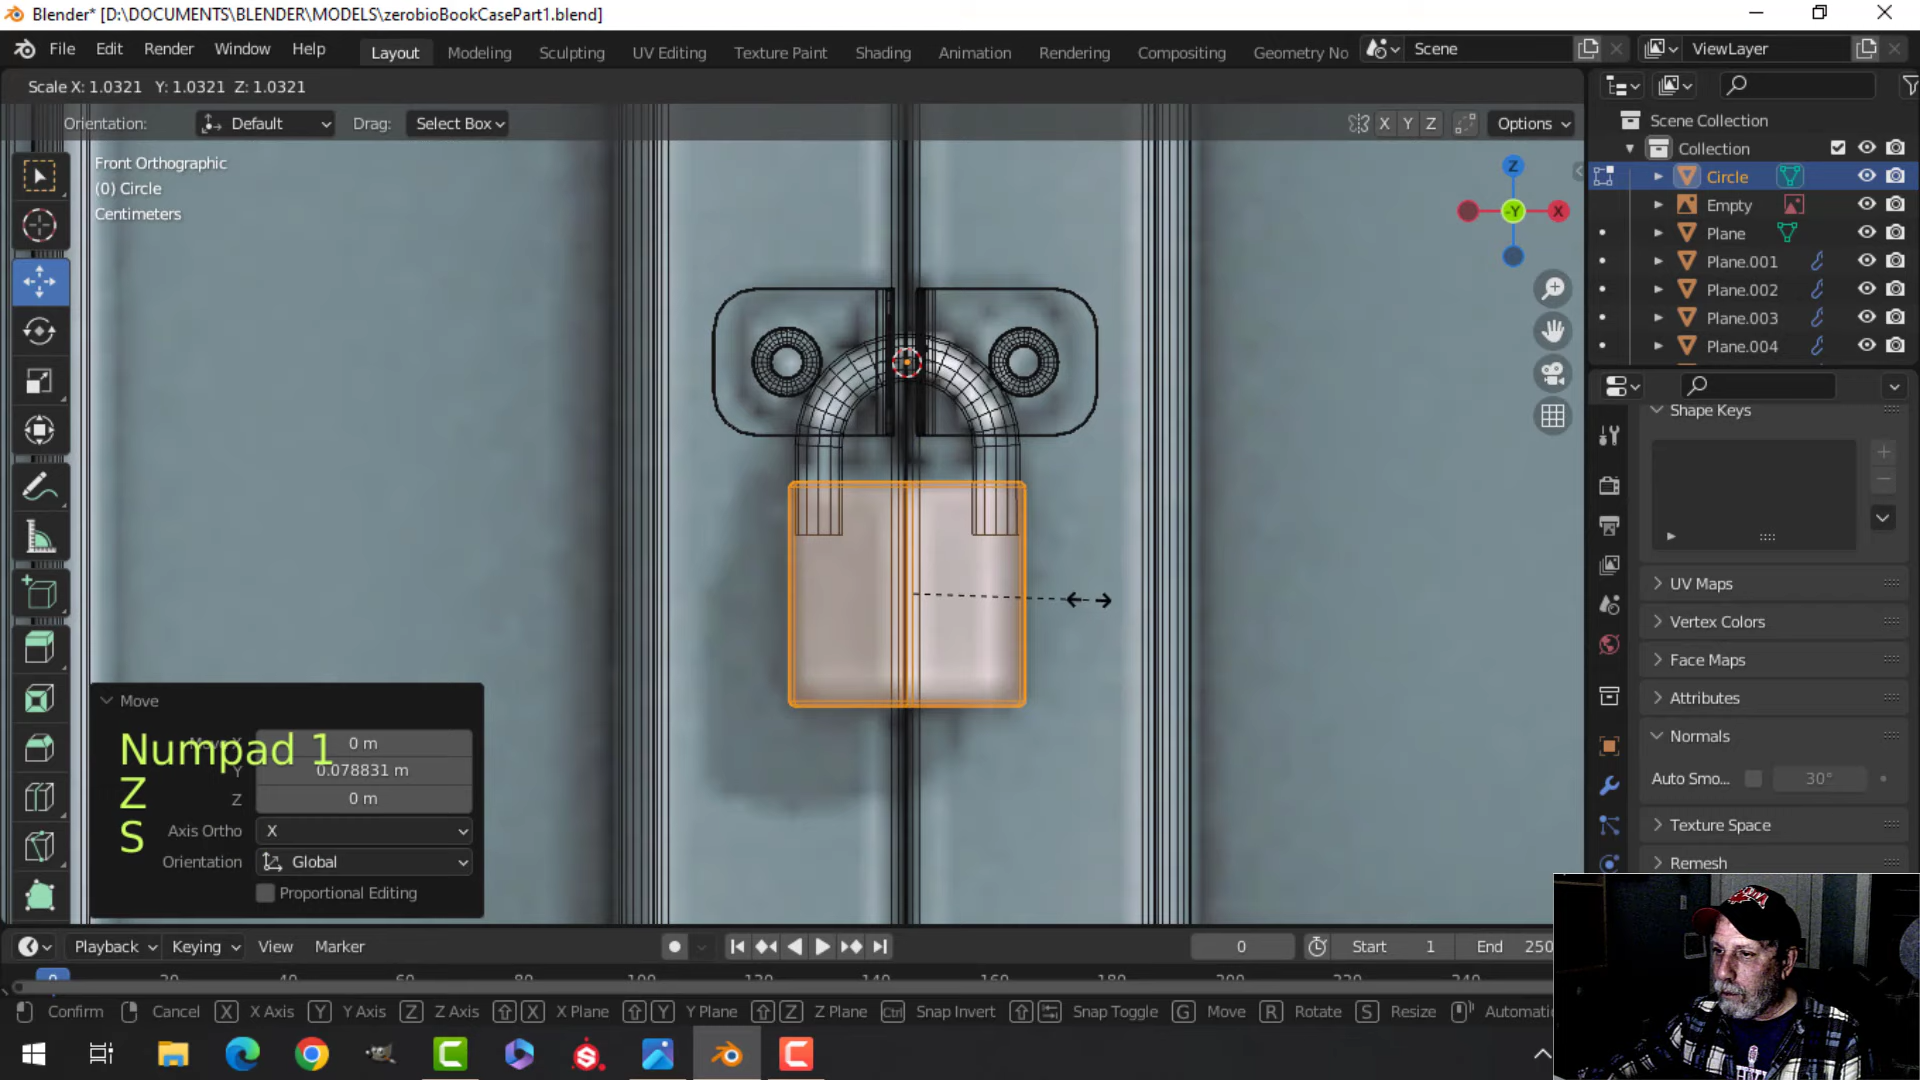 Blender* [D:\DOCUMENTS\BLENDER\MODELS\zerobioBookCasePart1.blend]
File Edit Render Window Help Layout Modeling Sculpting UV Editing Texture Paint Shading Animation Rendering Compositing Geometry No Scene ViewLayer
Scale X: 1.0321 Y: 1.0321 Z: 1.0321
Orientation: Default Drag: Select Box X Y Z Options
Front Orthographic
(0) Circle
Centimeters
Z
-Y
X
Scene Collection
Collection
Circle
Empty
Plane
Plane.001
Plane.002
Plane.003
Plane.004
Shape Keys
UV Maps
Vertex Colors
Face Maps
Attributes
Normals
Auto Smo... 30°
Texture Space
Remesh
Move
0 m
0.078831 m
Z 0 m
Axis Ortho X
Orientation Global
Proportional Editing
Numpad 1
Z
S
Playback Keying View Marker 0 Start 1 End 250
0
Confirm Cancel X X Axis Y Y Axis Z Z Axis X X Plane Y Y Plane Z Z Plane Ctrl Snap Invert Snap Toggle G Move R Rotate S Resize Automatic